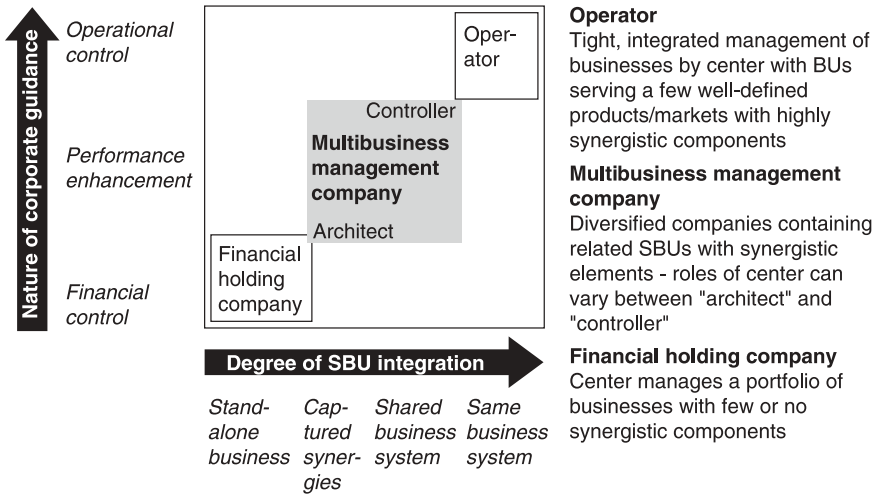 Nature of corporate guidance
Operational
control
Performance
enhancement
Financial
control
Oper-
ator
Controller
Multibusiness
management
company
Architect
Financial
holding
company
Degree of SBU integration
Stand-
alone
business
Cap-
tured
syner-
gies
Shared
business
system
Same
business
system
Operator
Tight, integrated management of
businesses by center with BUs
serving a few well-defined
products/markets with highly
synergistic components
Multibusiness management
company
Diversified companies containing
related SBUs with synergistic
elements - roles of center can
vary between "architect" and
"controller"
Financial holding company
Center manages a portfolio of
businesses with few or no
synergistic components